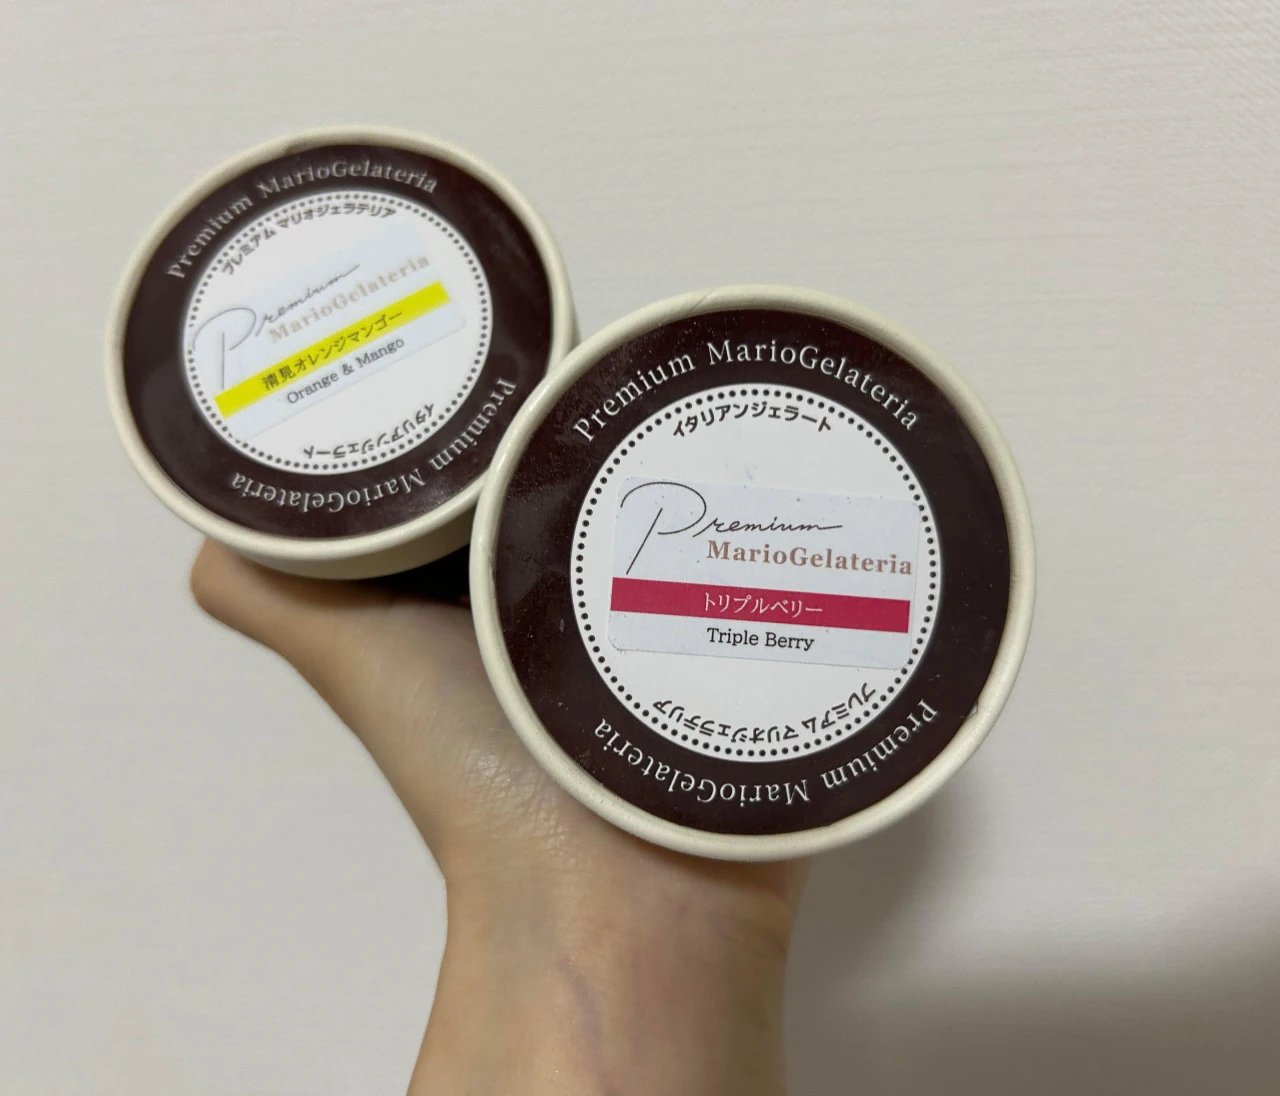 Premium MarioGelateria
プレミアム マリオジェラテリア
Premium
MarioGelateria
清見オレンジマンゴー
Orange & Mango
イタリアンジェラート
Premium MarioGelateria
Premium MarioGelateria
イタリアンジェラート
Premium
MarioGelateria
トリプルベリー
Triple Berry
プレミアム マリオジェラテリア
Premium MarioGelateria